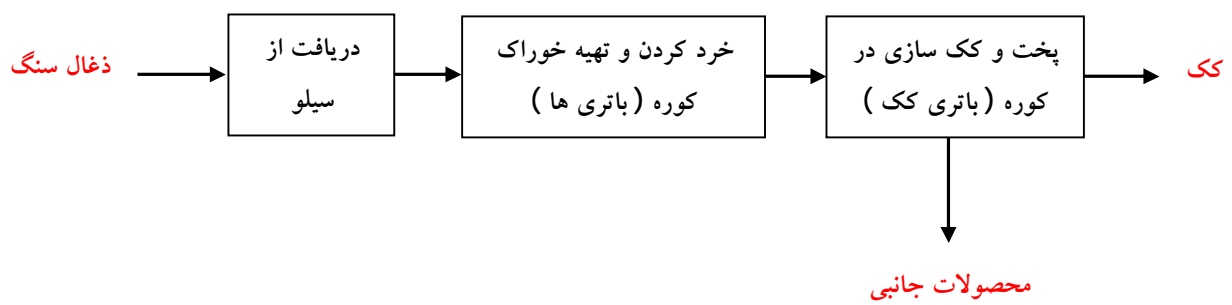 ذغال سنگ
دریافت از
سیلو
خرد کردن و تهیه خوراک
کوره ( باتری ها )
پخت و کک سازی در
کوره ( باتری کک )
کک
محصولات جانبی